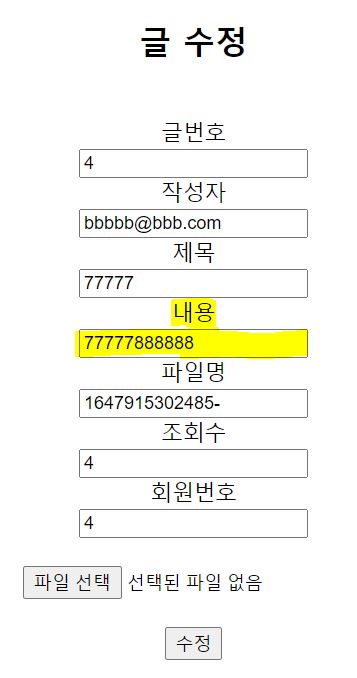 글 수정
글번호
4
작성자
bbbbb@bbb.com
제목
77777
내용
77777888888
파일명
1647915302485-
조회수
4
회원번호
4
파일 선택 선택된 파일 없음
수정